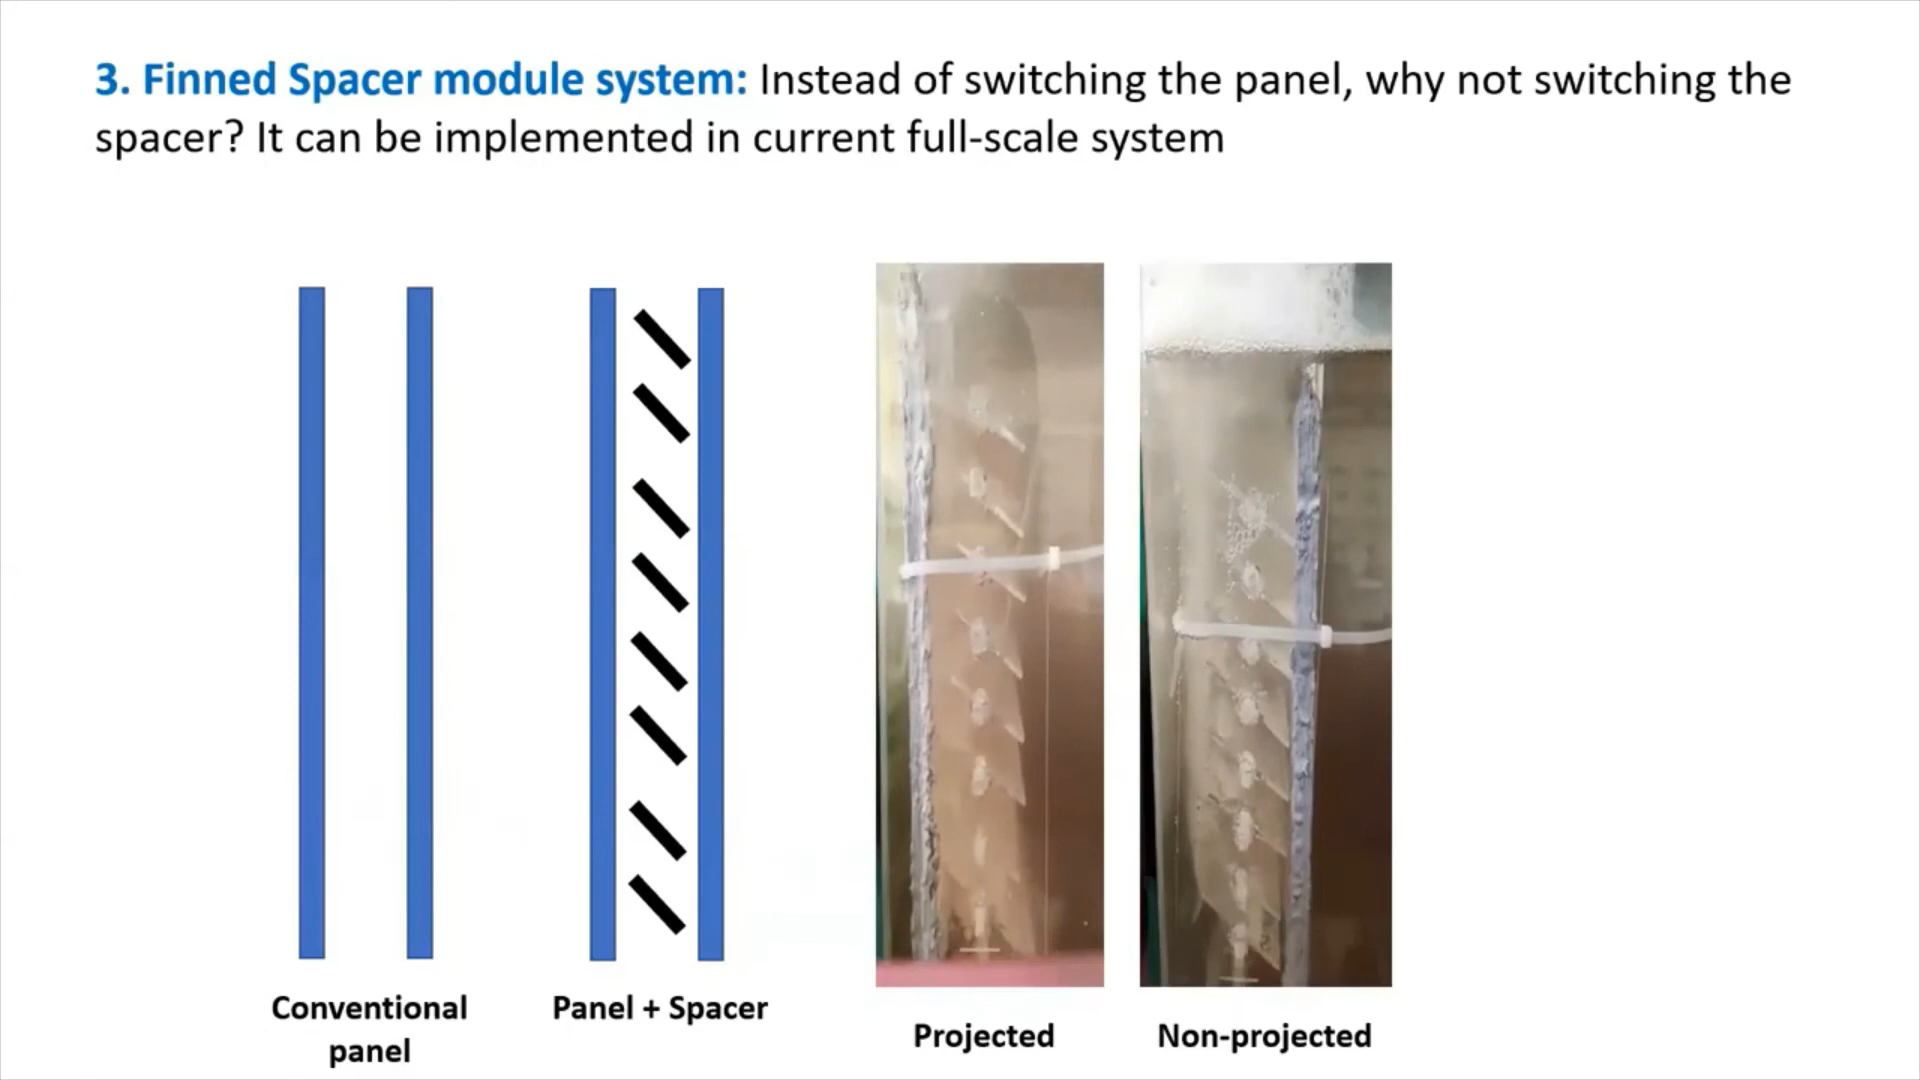 3. Finned Spacer module system: Instead of switching the panel, why not switching the
spacer? It can be implemented in current full-scale system
Conventional
panel
Panel + Spacer
Projected
Non-projected